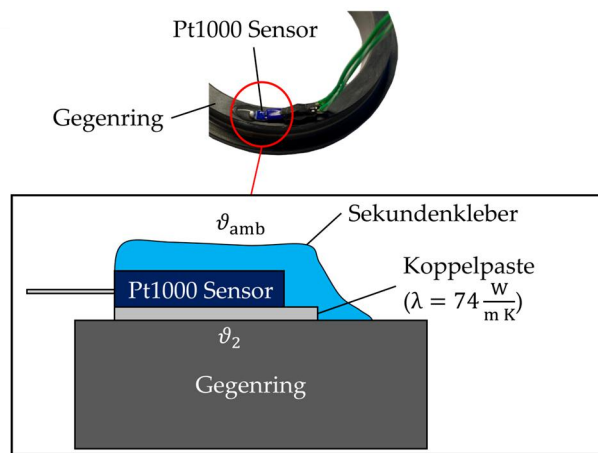 Pt1000 Sensor
Gegenring
ϑamb
Sekundenkleber
Koppelpaste
(λ = 74 W/(m K))
Pt1000 Sensor
ϑ2
Gegenring